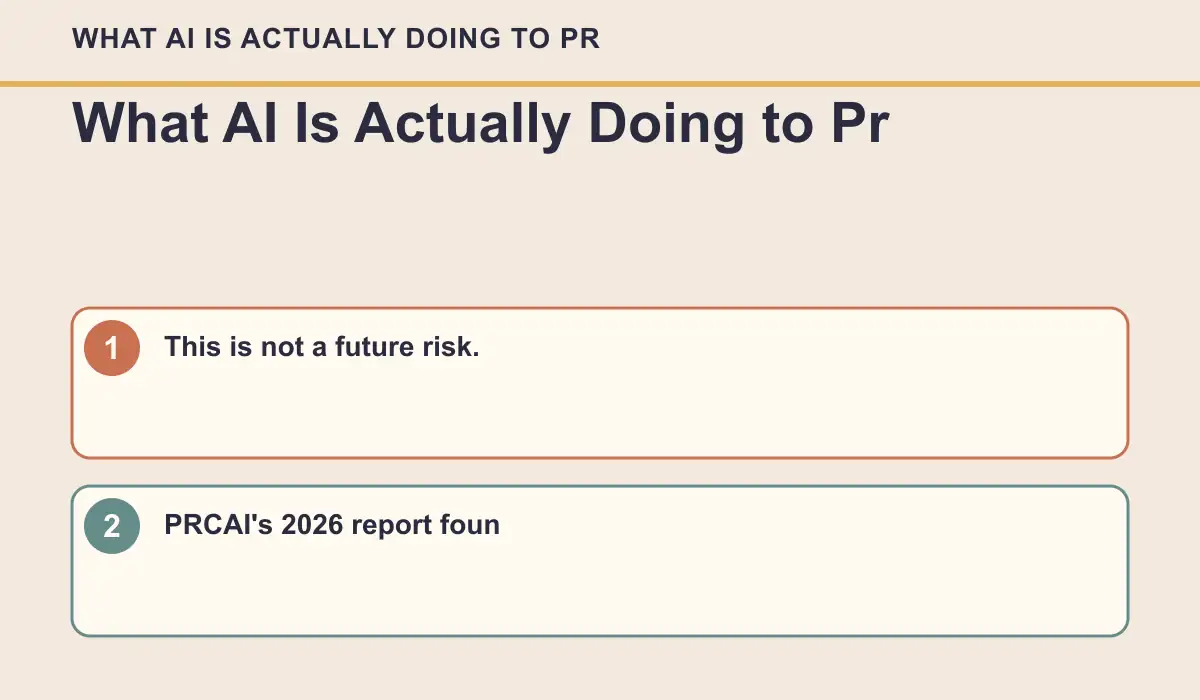 WHAT AI IS ACTUALLY DOING TO PR
What AI Is Actually Doing to Pr
1 This is not a future risk.
2 PRCAI's 2026 report foun